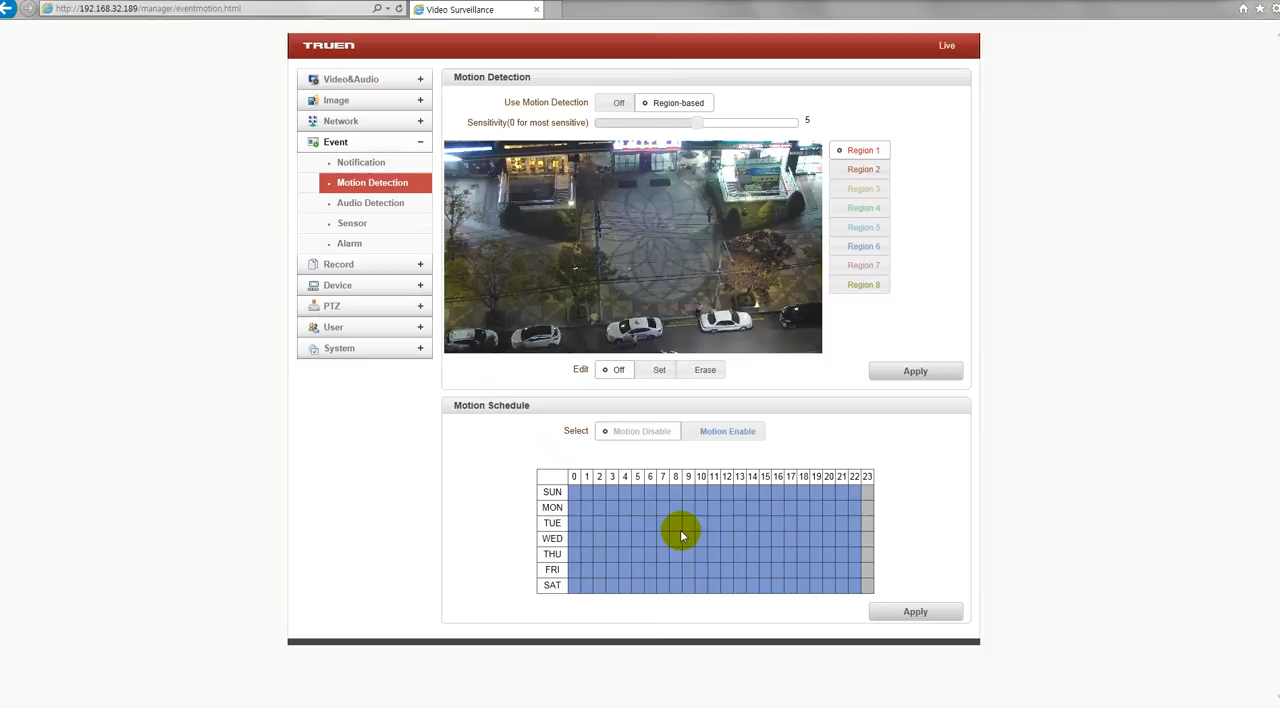 http://192.168.32.189/manager/eventmotion.html
Video Surveillance
TRUEN
Live
Video&Audio +
Image +
Network +
Event −
Notification
Motion Detection
Audio Detection
Sensor
Alarm
Record +
Device +
PTZ +
User +
System +
Motion Detection
Use Motion Detection Off Region-based
Sensitivity(0 for most sensitive) 5
Region 1
Region 2
Region 3
Region 4
Region 5
Region 6
Region 7
Region 8
Edit Off Set Erase
Apply
Motion Schedule
Select Motion Disable Motion Enable
0 1 2 3 4 5 6 7 8 9 10 11 12 13 14 15 16 17 18 19 20 21 22 23
SUN
MON
TUE
WED
THU
FRI
SAT
Apply